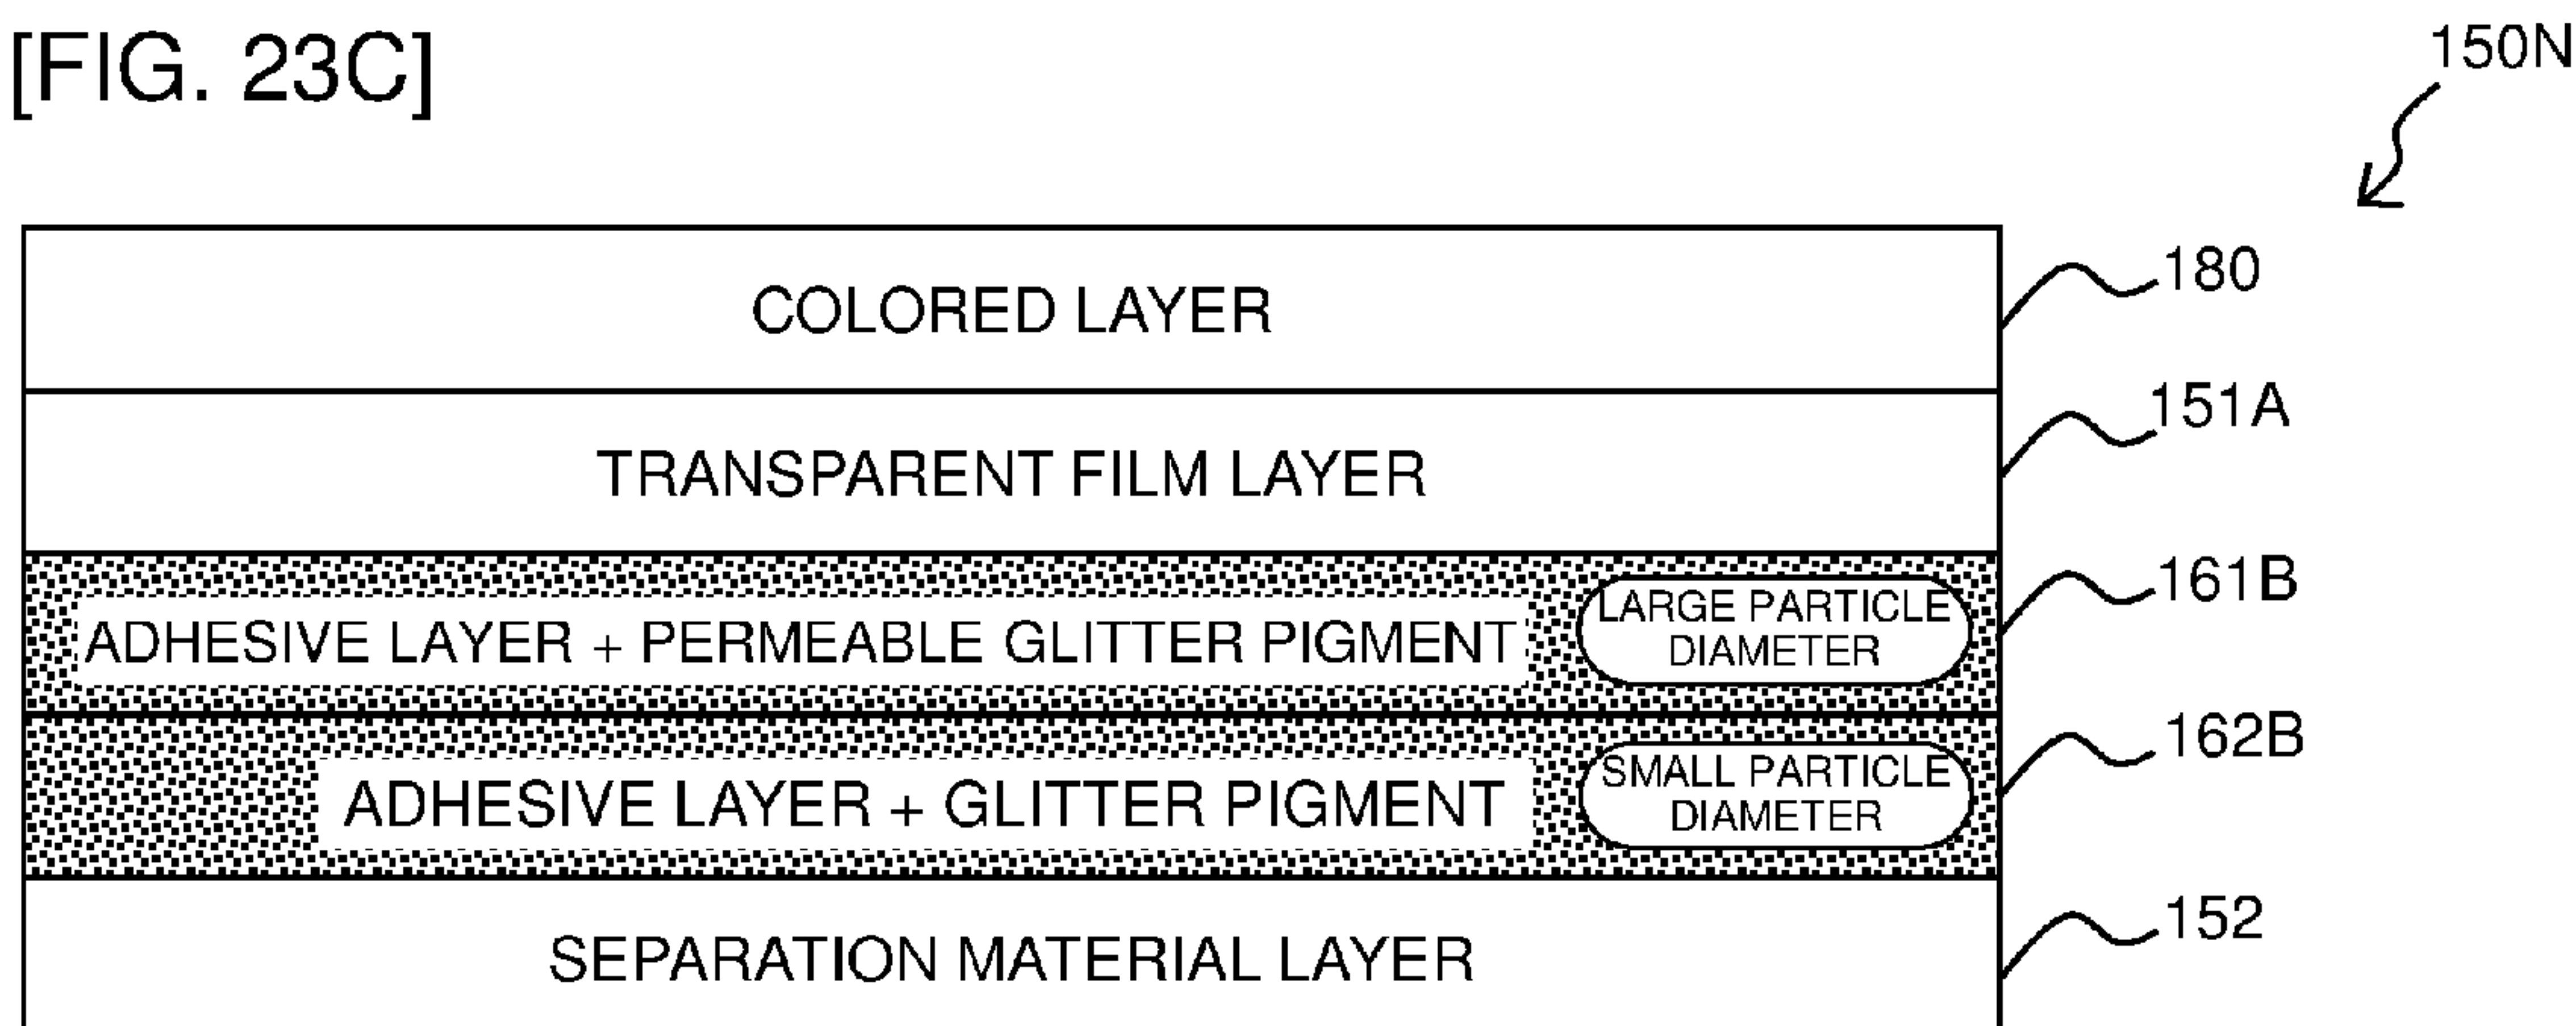 [FIG. 23C]
150N
COLORED LAYER
180
TRANSPARENT FILM LAYER
151A
ADHESIVE LAYER + PERMEABLE GLITTER PIGMENT
LARGE PARTICLE
DIAMETER
161B
ADHESIVE LAYER + GLITTER PIGMENT
SMALL PARTICLE
DIAMETER
162B
SEPARATION MATERIAL LAYER
152